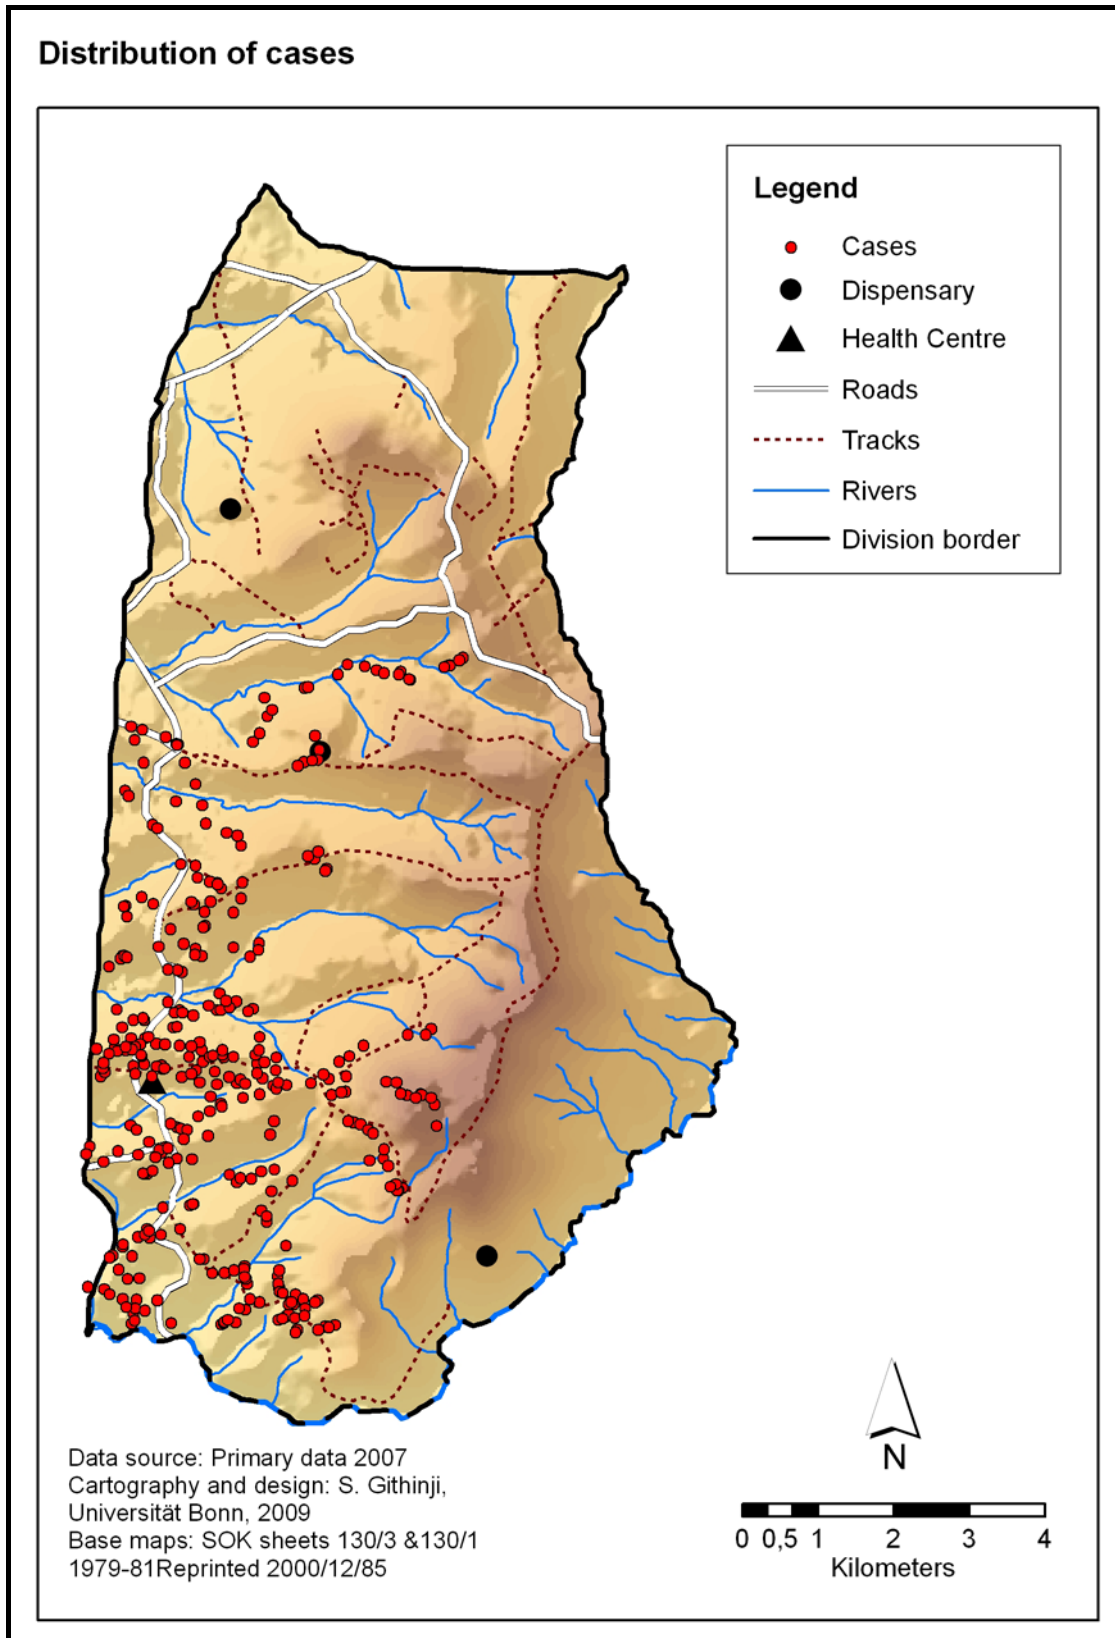 Distribution of cases
Legend
Cases
Dispensary
Health Centre
Roads
Tracks
Rivers
Division border
N
0 0,5 1 2 3 4
Kilometers
Data source: Primary data 2007
Cartography and design: S. Githinji,
Universität Bonn, 2009
Base maps: SOK sheets 130/3 &130/1
1979-81Reprinted 2000/12/85